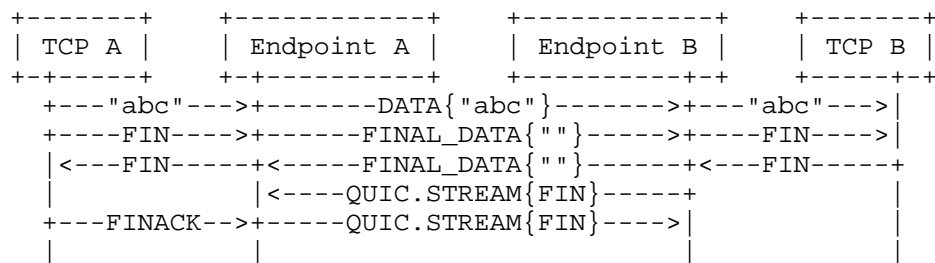 +-------+    +------------+    +------------+    +-------+
| TCP A |    | Endpoint A |    | Endpoint B |    | TCP B |
+-+-----+    +-+----------+    +----------+-+    +-----+-+
  +---"abc"--->+-------DATA{"abc"}------->+---"abc"--->|
  +----FIN---->+------FINAL_DATA{""}----->+----FIN---->|
  |<---FIN-----+<-----FINAL_DATA{""}------+<---FIN-----+
  |            |<----QUIC.STREAM{FIN}-----+            |
  +---FINACK-->+----QUIC.STREAM{FIN}---->|            |
  |            |                          |            |